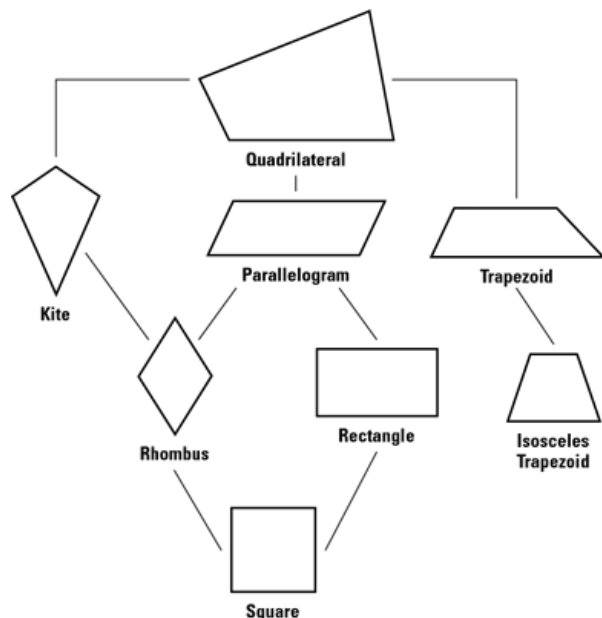 Quadrilateral
Parallelogram
Trapezoid
Kite
Rhombus
Rectangle
Isosceles
Trapezoid
Square